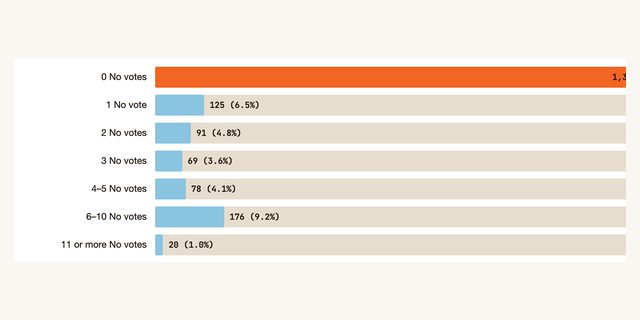 0 No votes
1,3
1 No vote
125 (6.5%)
2 No votes
91 (4.8%)
3 No votes
69 (3.6%)
4–5 No votes
78 (4.1%)
6–10 No votes
176 (9.2%)
11 or more No votes
20 (1.0%)